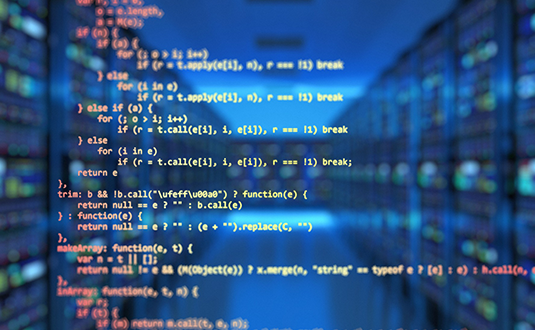 var r, i = 0,
o = e.length,
a = M(e);
if (n) {
if (a) {
for (; o > i; i++)
if (r = t.apply(e[i], n), r === !1) break
} else
for (i in e)
if (r = t.apply(e[i], n), r === !1) break
} else if (a) {
for (; o > i; i++)
if (r = t.call(e[i], i, e[i]), r === !1) break
} else
for (i in e)
if (r = t.call(e[i], i, e[i]), r === !1) break;
return e
},
trim: b && !b.call("\ufeff\u00a0") ? function(e) {
return null == e ? "" : b.call(e)
} : function(e) {
return null == e ? "" : (e + "").replace(C, "")
},
makeArray: function(e, t) {
var n = t || [];
return null != e && (M(Object(e)) ? x.merge(n, "string" == typeof e ? [e] : e) : h.call(n,
},
inArray: function(e, t, n) {
var r;
if (t) {
if (m) return m.call(t, e, n);